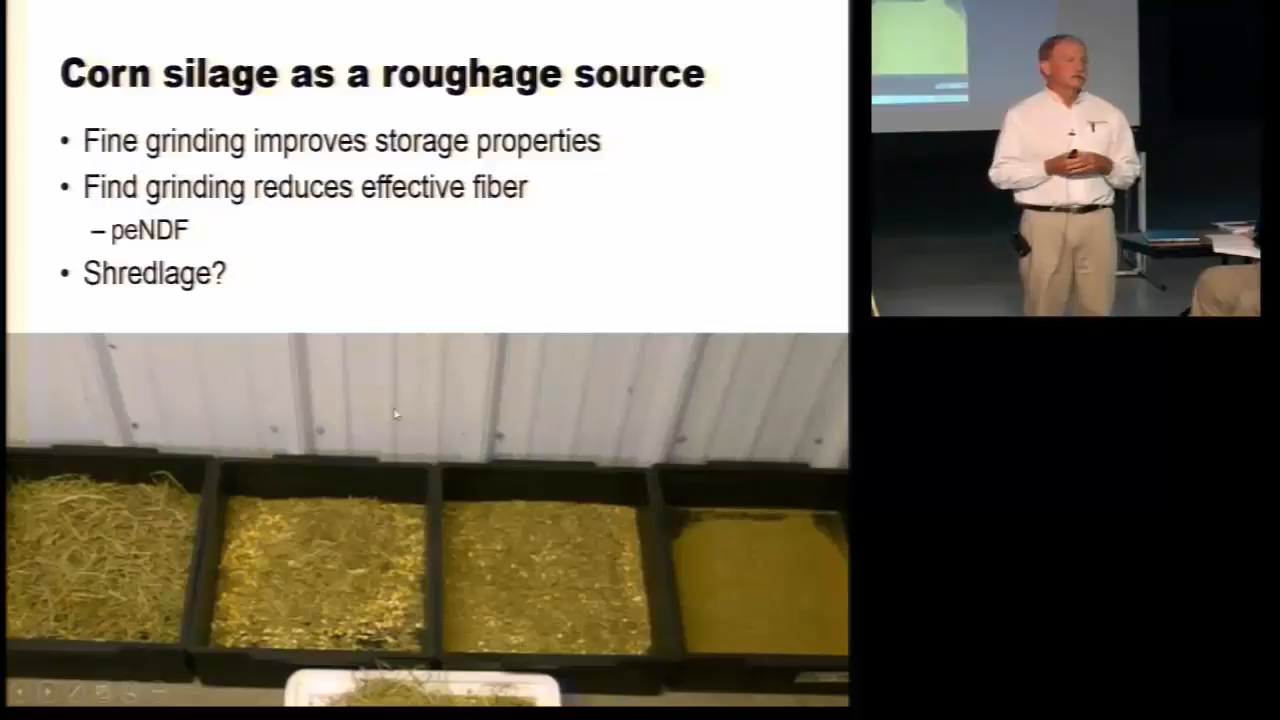 Corn silage as a roughage source
• Fine grinding improves storage properties
• Find grinding reduces effective fiber
– peNDF
• Shredlage?